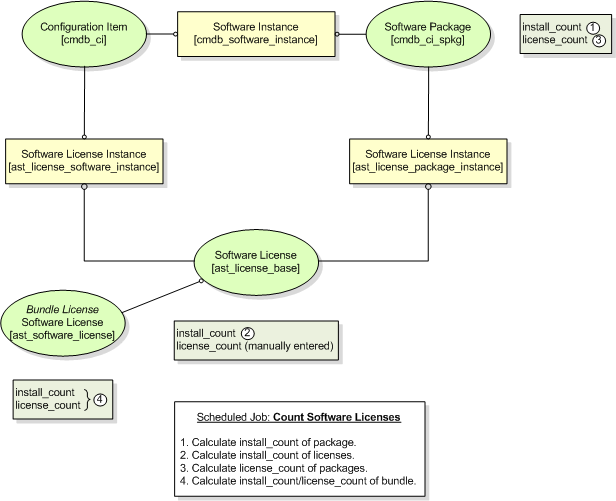 Configuration Item
[cmdb_ci]
Software Instance
[cmdb_software_instance]
Software Package
[cmdb_ci_spkg]
install_count 1
license_count 3
Software License Instance
[ast_license_software_instance]
Software License Instance
[ast_license_package_instance]
Software License
[ast_license_base]
Bundle License
Software License
[ast_software_license]
install_count 2
license_count (manually entered)
install_count
license_count } 4
Scheduled Job: Count Software Licenses
1. Calculate install_count of package.
2. Calculate install_count of licenses.
3. Calculate license_count of packages.
4. Calculate install_count/license_count of bundle.